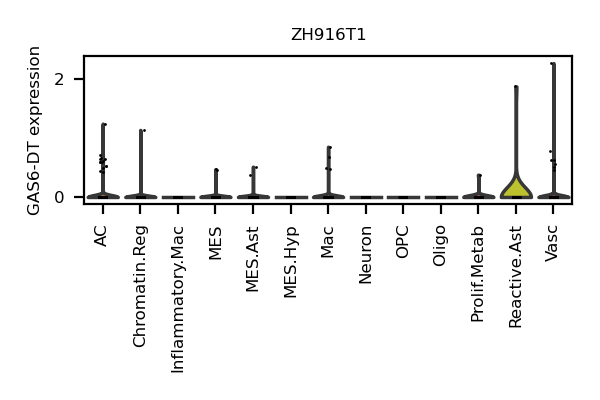 ZH916T1
GAS6-DT expression
2
0
AC
Chromatin.Reg
Inflammatory.Mac
MES
MES.Ast
MES.Hyp
Mac
Neuron
OPC
Oligo
Prolif.Metab
Reactive.Ast
Vasc